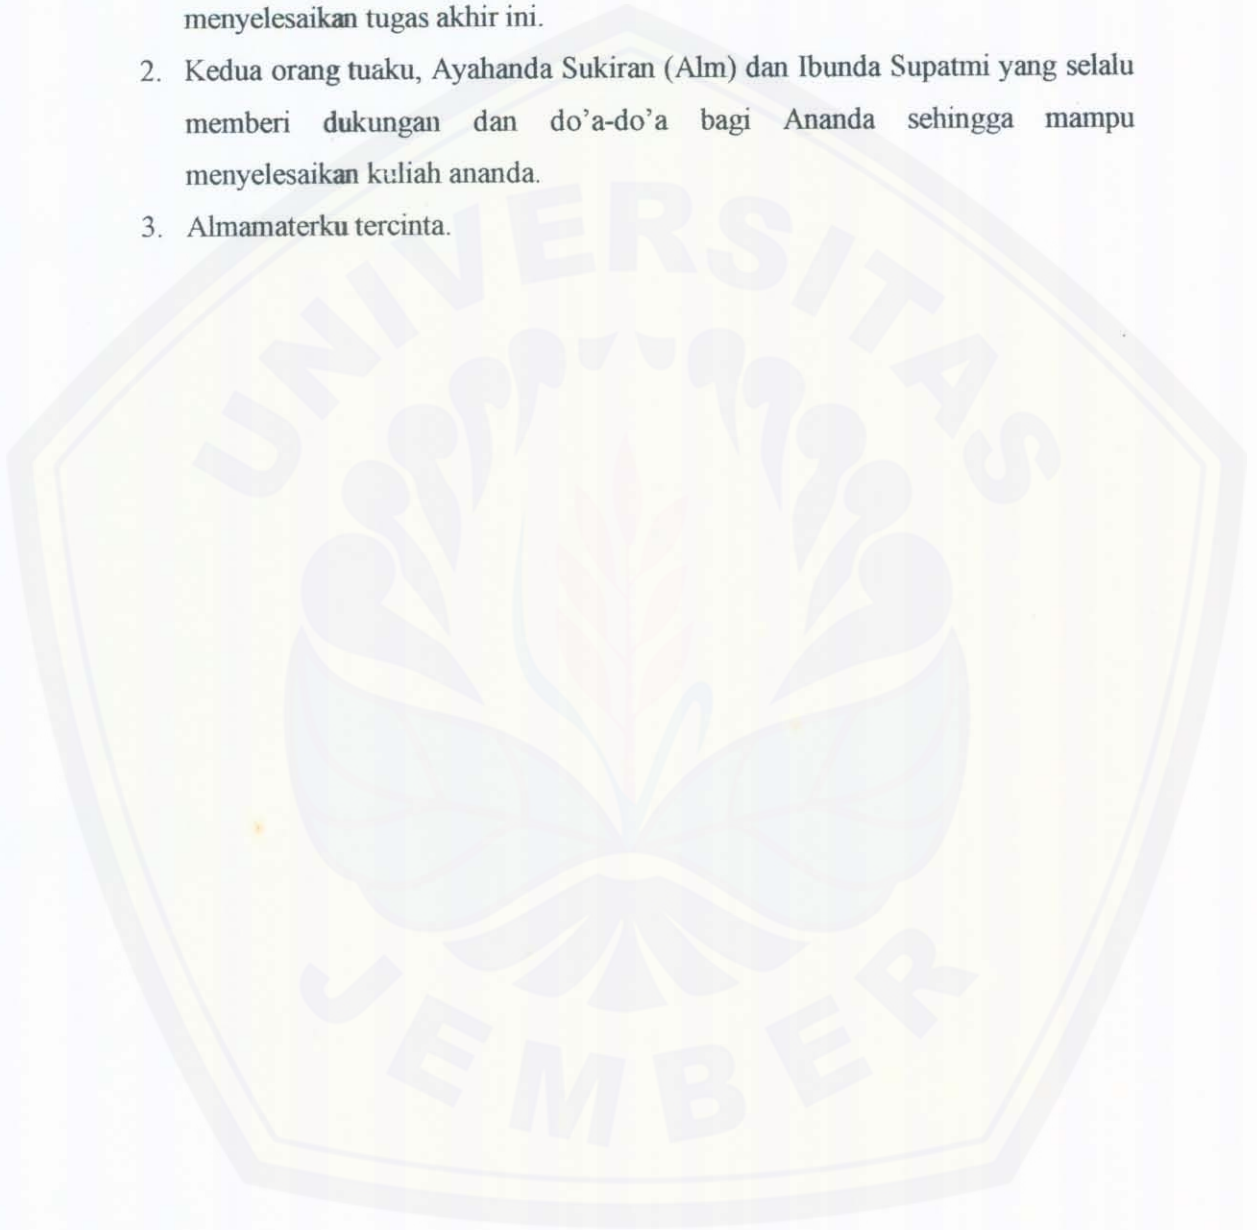 menyelesaikan tugas akhir ini.
2. Kedua orang tuaku, Ayahanda Sukiran (Alm) dan Ibunda Supatmi yang selalu
memberi dukungan dan do'a-do'a bagi Ananda sehingga mampu
menyelesaikan kuliah ananda.
3. Almamaterku tercinta.
UNIVERSITAS
JEMBER